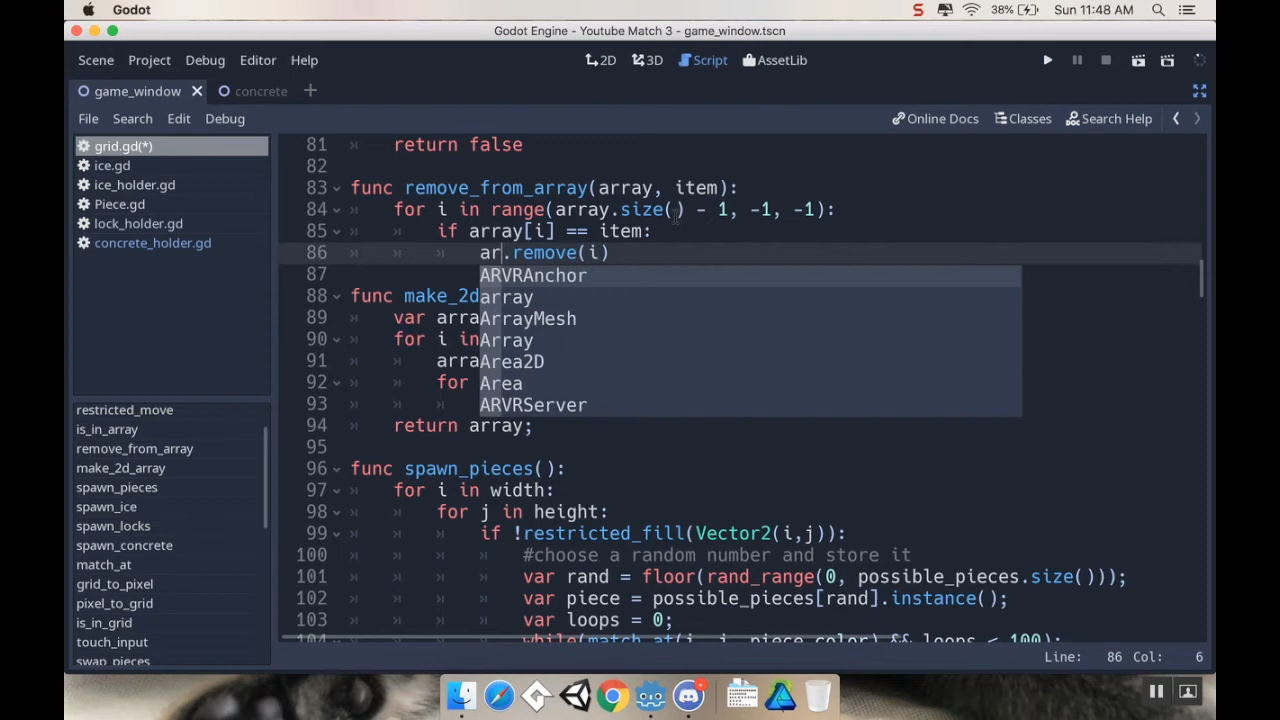 Godot
38%
Sun 11:48 AM
Godot Engine - Youtube Match 3 - game_window.tscn
Scene Project Debug Editor Help
2D 3D Script AssetLib
game_window
concrete
File Search Edit Debug
Online Docs Classes Search Help
grid.gd(*)
ice.gd
ice_holder.gd
Piece.gd
lock_holder.gd
concrete_holder.gd
restricted_move
is_in_array
remove_from_array
make_2d_array
spawn_pieces
spawn_ice
spawn_locks
spawn_concrete
match_at
grid_to_pixel
pixel_to_grid
is_in_grid
touch_input
swap_pieces
81 return false
82
83 func remove_from_array(array, item):
84 for i in range(array.size() - 1, -1, -1):
85 if array[i] == item:
86 ar.remove(i)
87
88 func make_2d
89 var arra
90 for i in
91 arra
92 for
93
94 return array;
95
96 func spawn_pieces():
97 for i in width:
98 for j in height:
99 if !restricted_fill(Vector2(i,j)):
100 #choose a random number and store it
101 var rand = floor(rand_range(0, possible_pieces.size()));
102 var piece = possible_pieces[rand].instance();
103 var loops = 0;
104 while(match_at(i, j, piece.color) && loops < 100):
ARVRAnchor
array
ArrayMesh
Array
Area2D
Area
ARVRServer
Line: 86 Col: 6